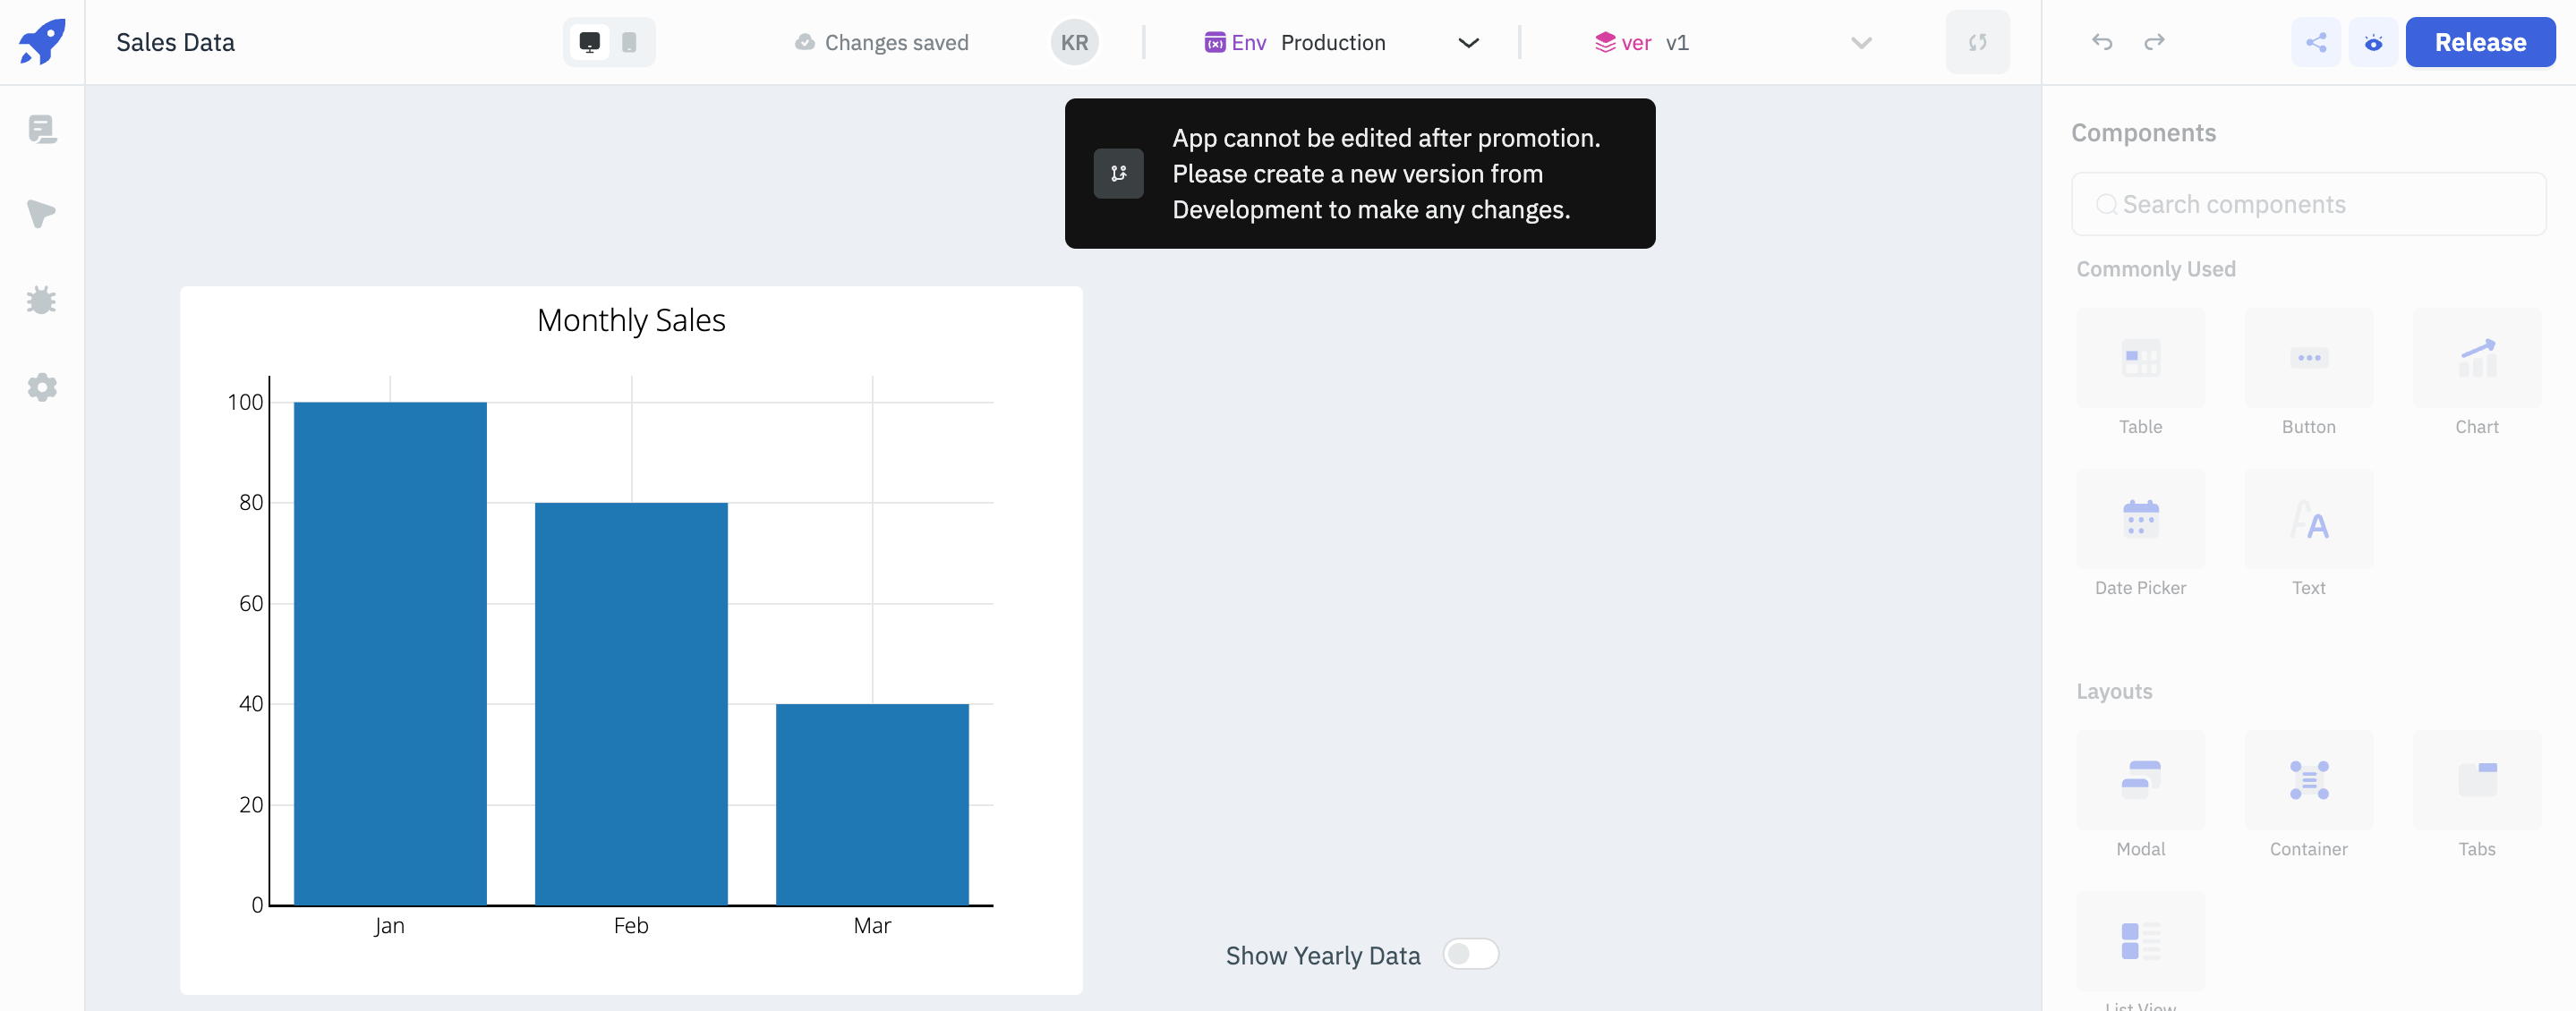 Sales Data
Changes saved
KR
Env Production
ver v1
Release
App cannot be edited after promotion.
Please create a new version from
Development to make any changes.
Monthly Sales
100
80
60
40
20
0
Jan Feb Mar
Show Yearly Data
Components
Search components
Commonly Used
Table Button Chart
Date Picker Text
Layouts
Modal Container Tabs
List View